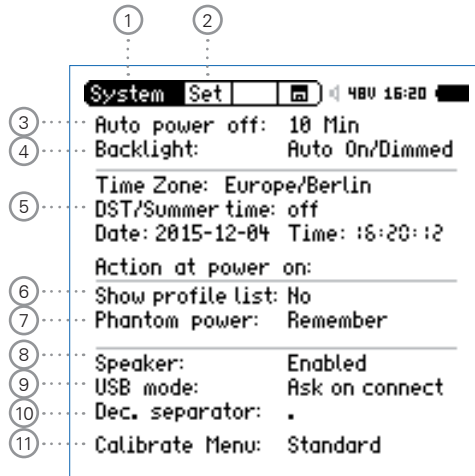 1 2
System Set 48V 16:20
3 Auto power off: 10 Min
4 Backlight: Auto On/Dimmed
Time Zone: Europe/Berlin
5 DST/Summer time: off
Date: 2015-12-04 Time: 16:20:12
Action at power on:
6 Show profile list: No
7 Phantom power: Remember
8 Speaker: Enabled
9 USB mode: Ask on connect
10 Dec. separator: .
11 Calibrate Menu: Standard